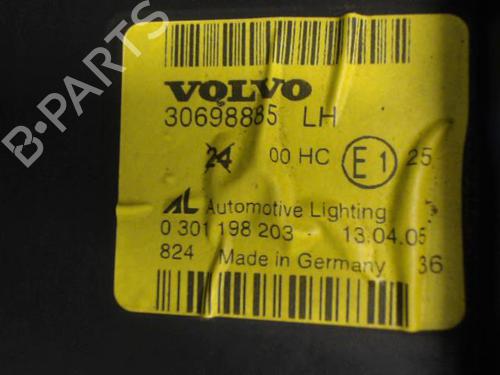 VOLVO
30698885 LH
24 00 HC E1 25
AL Automotive Lighting
0 301 198 203 13.04.05
824 Made in Germany 36
B-PARTS